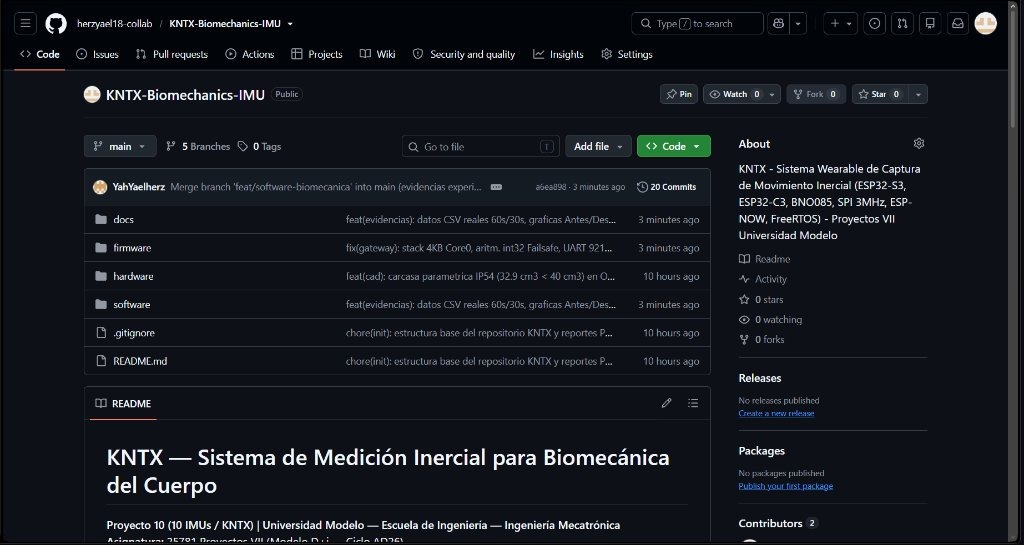 herzyael18-collab / KNTX-Biomechanics-IMU
Type / to search
Code Issues Pull requests Actions Projects Wiki Security and quality Insights Settings
KNTX-Biomechanics-IMU Public
Pin Watch 0 Fork 0 Star 0
main 5 Branches 0 Tags
Go to file T Add file Code
YahYaelherz Merge branch 'feat/software-biomecanica' into main (evidencias experi... a6ea898 · 3 minutes ago 20 Commits
docs feat(evidencias): datos CSV reales 60s/30s, graficas Antes/Des... 3 minutes ago
firmware fix(gateway): stack 4KB Core0, aritm. int32 Failsafe, UART 921... 3 minutes ago
hardware feat(cad): carcasa parametrica IP54 (32.9 cm3 < 40 cm3) en O... 10 hours ago
software feat(evidencias): datos CSV reales 60s/30s, graficas Antes/Des... 3 minutes ago
.gitignore chore(init): estructura base del repositorio KNTX y reportes P... 10 hours ago
README.md chore(init): estructura base del repositorio KNTX y reportes P... 10 hours ago
README
KNTX — Sistema de Medición Inercial para Biomecánica
del Cuerpo
Proyecto 10 (10 IMUs / KNTX) | Universidad Modelo — Escuela de Ingeniería — Ingeniería Mecatrónica
Asignatura: 25781 Proyectos VII (Modelo D+i — Ciclo AD26)
About
KNTX - Sistema Wearable de Captura
de Movimiento Inercial (ESP32-S3,
ESP32-C3, BNO085, SPI 3MHz, ESP-
NOW, FreeRTOS) - Proyectos VII
Universidad Modelo
Readme
Activity
0 stars
0 watching
0 forks
Releases
No releases published
Create a new release
Packages
No packages published
Publish your first package
Contributors 2